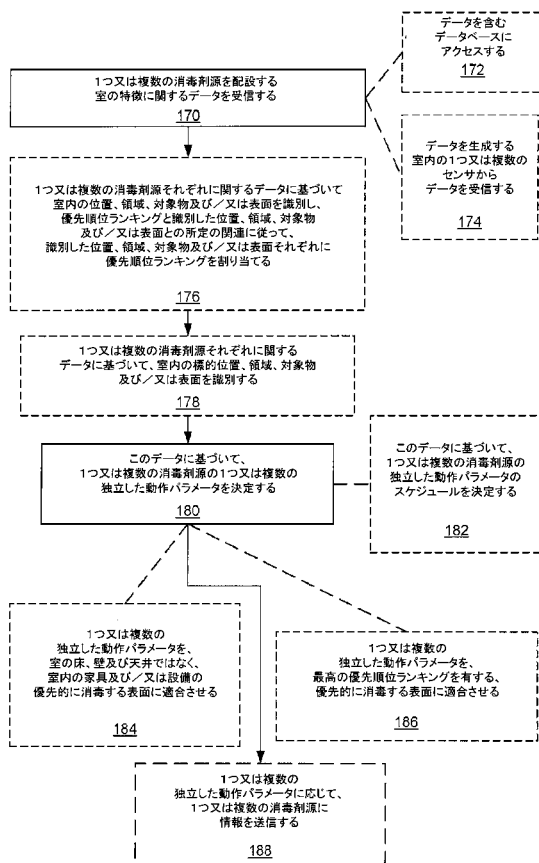 データを含む
データベースに
アクセスする
172
1つ又は複数の消毒剤源を配設する
室の特徴に関するデータを受信する
170
データを生成する
室内の1つ又は複数の
センサから
データを受信する
174
1つ又は複数の消毒剤源それぞれに関するデータに基づいて
室内の位置、領域、対象物及び/又は表面を識別し、
優先順位ランキングと識別した位置、領域、対象物
及び/又は表面との所定の関連に従って、
識別した位置、領域、対象物及び/又は表面それぞれに
優先順位ランキングを割り当てる
176
1つ又は複数の消毒剤源それぞれに関する
データに基づいて、室内の標的位置、領域、対象物
及び/又は表面を識別する
178
このデータに基づいて、
1つ又は複数の消毒剤源の1つ又は複数の
独立した動作パラメータを決定する
180
このデータに基づいて、
1つ又は複数の消毒剤源の
独立した動作パラメータの
スケジュールを決定する
182
1つ又は複数の
独立した動作パラメータを、
室の床、壁及び天井ではなく、
室内の家具及び/又は設備の
優先的に消毒する表面に適合させる
184
1つ又は複数の
独立した動作パラメータを、
最高の優先順位ランキングを有する、
優先的に消毒する表面に適合させる
186
1つ又は複数の
独立した動作パラメータに応じて、
1つ又は複数の消毒剤源に
情報を送信する
188